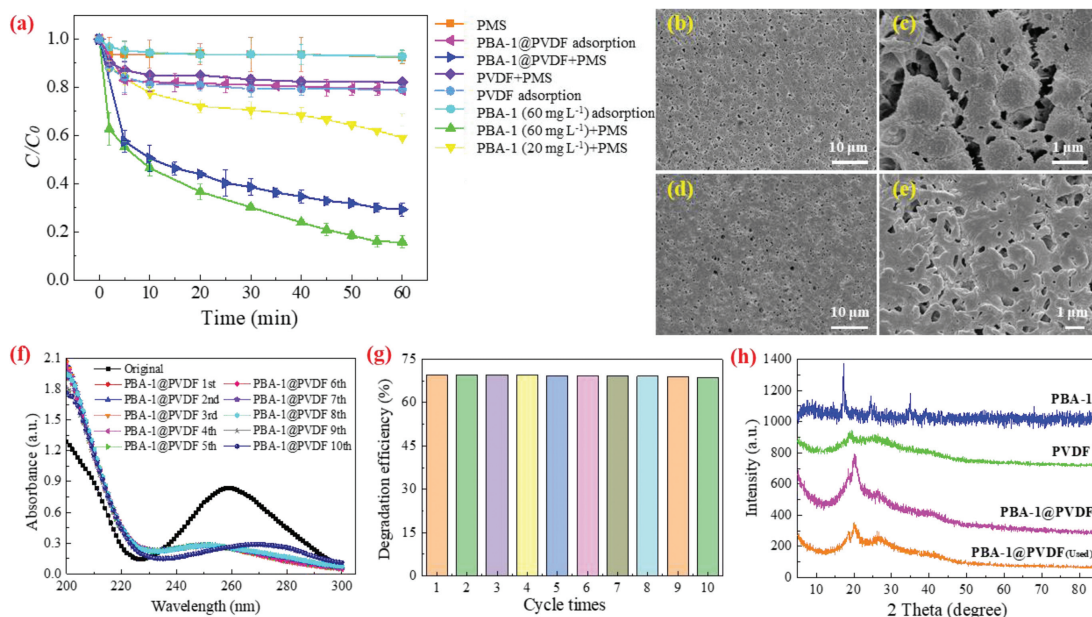 (a)
1.0
0.8
0.6
0.4
0.2
0.0
C/C0
0
10
20
30
40
50
60
Time (min)
PMS
PBA-1@PVDF adsorption
PBA-1@PVDF+PMS
PVDF+PMS
PVDF adsorption
PBA-1 (60 mg L⁻¹) adsorption
PBA-1 (60 mg L⁻¹)+PMS
PBA-1 (20 mg L⁻¹)+PMS
(b)
10 μm
(c)
1 μm
(d)
10 μm
(e)
1 μm
(f)
2.1
1.8
1.5
1.2
0.9
0.6
0.3
0.0
Absorbance (a.u.)
200
220
240
260
280
300
Wavelength (nm)
Original
PBA-1@PVDF 1st
PBA-1@PVDF 2nd
PBA-1@PVDF 3rd
PBA-1@PVDF 4th
PBA-1@PVDF 5th
PBA-1@PVDF 6th
PBA-1@PVDF 7th
PBA-1@PVDF 8th
PBA-1@PVDF 9th
PBA-1@PVDF 10th
(g)
75
60
45
30
15
0
Degradation efficiency (%)
1
2
3
4
5
6
7
8
9
10
Cycle times
(h)
1400
1200
1000
800
600
400
200
0
Intensity (a.u.)
10
20
30
40
50
60
70
80
2 Theta (degree)
PBA-1
PVDF
PBA-1@PVDF
PBA-1@PVDF(Used)